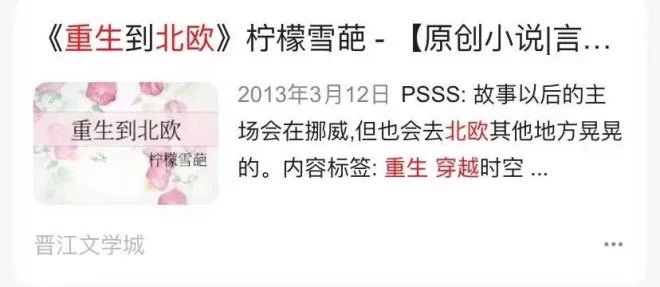 《重生到北欧》柠檬雪葩 - 【原创小说|言...
重生到北欧
柠檬雪葩
2013年3月12日 PSSS: 故事以后的主
场会在挪威,但也会去北欧其他地方晃晃
的。内容标签: 重生 穿越时空 ...
晋江文学城